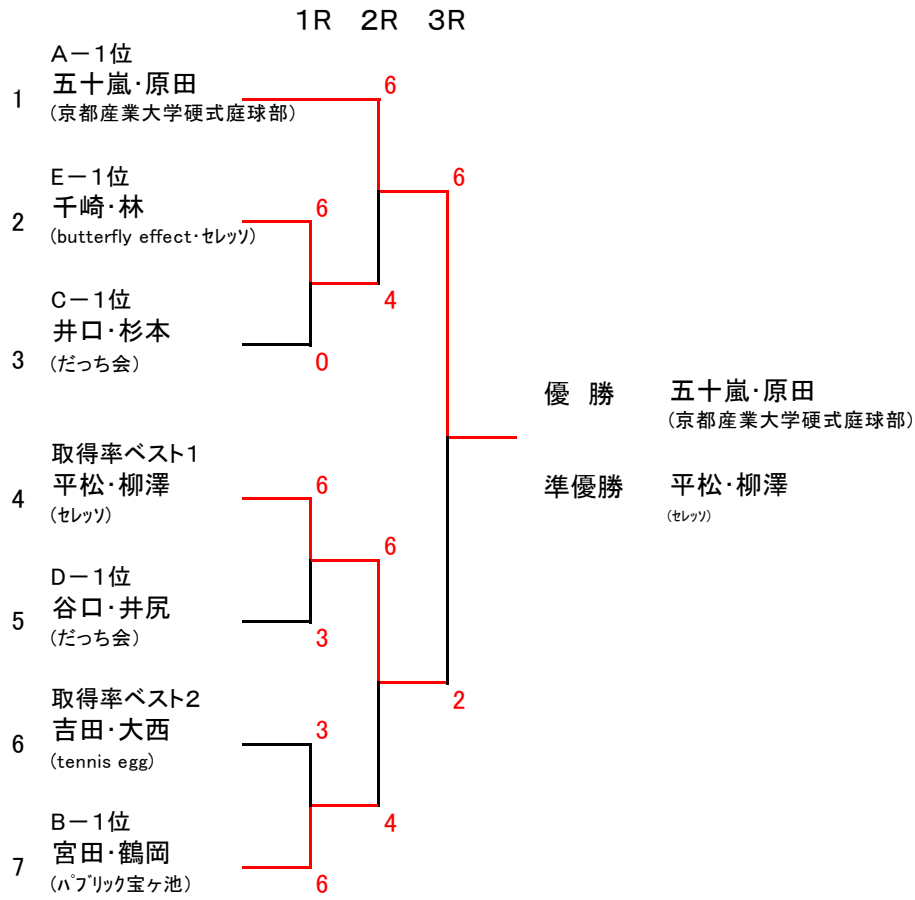 1R 2R 3R
A-1位
1 五十嵐・原田 6
(京都産業大学硬式庭球部)
E-1位 6
2 千崎・林 6
(butterfly effect・セレッソ)
C-1位 4
3 井口・杉本
(だっち会) 0
優 勝 五十嵐・原田
(京都産業大学硬式庭球部)
取得率ベスト1
4 平松・柳澤 6
(セレッソ)
準優勝 平松・柳澤
(セレッソ)
6
D-1位
5 谷口・井尻
(だっち会) 3
取得率ベスト2 2
6 吉田・大西 3
(tennis egg)
B-1位 4
7 宮田・鶴岡
(パブリック宝ヶ池) 6